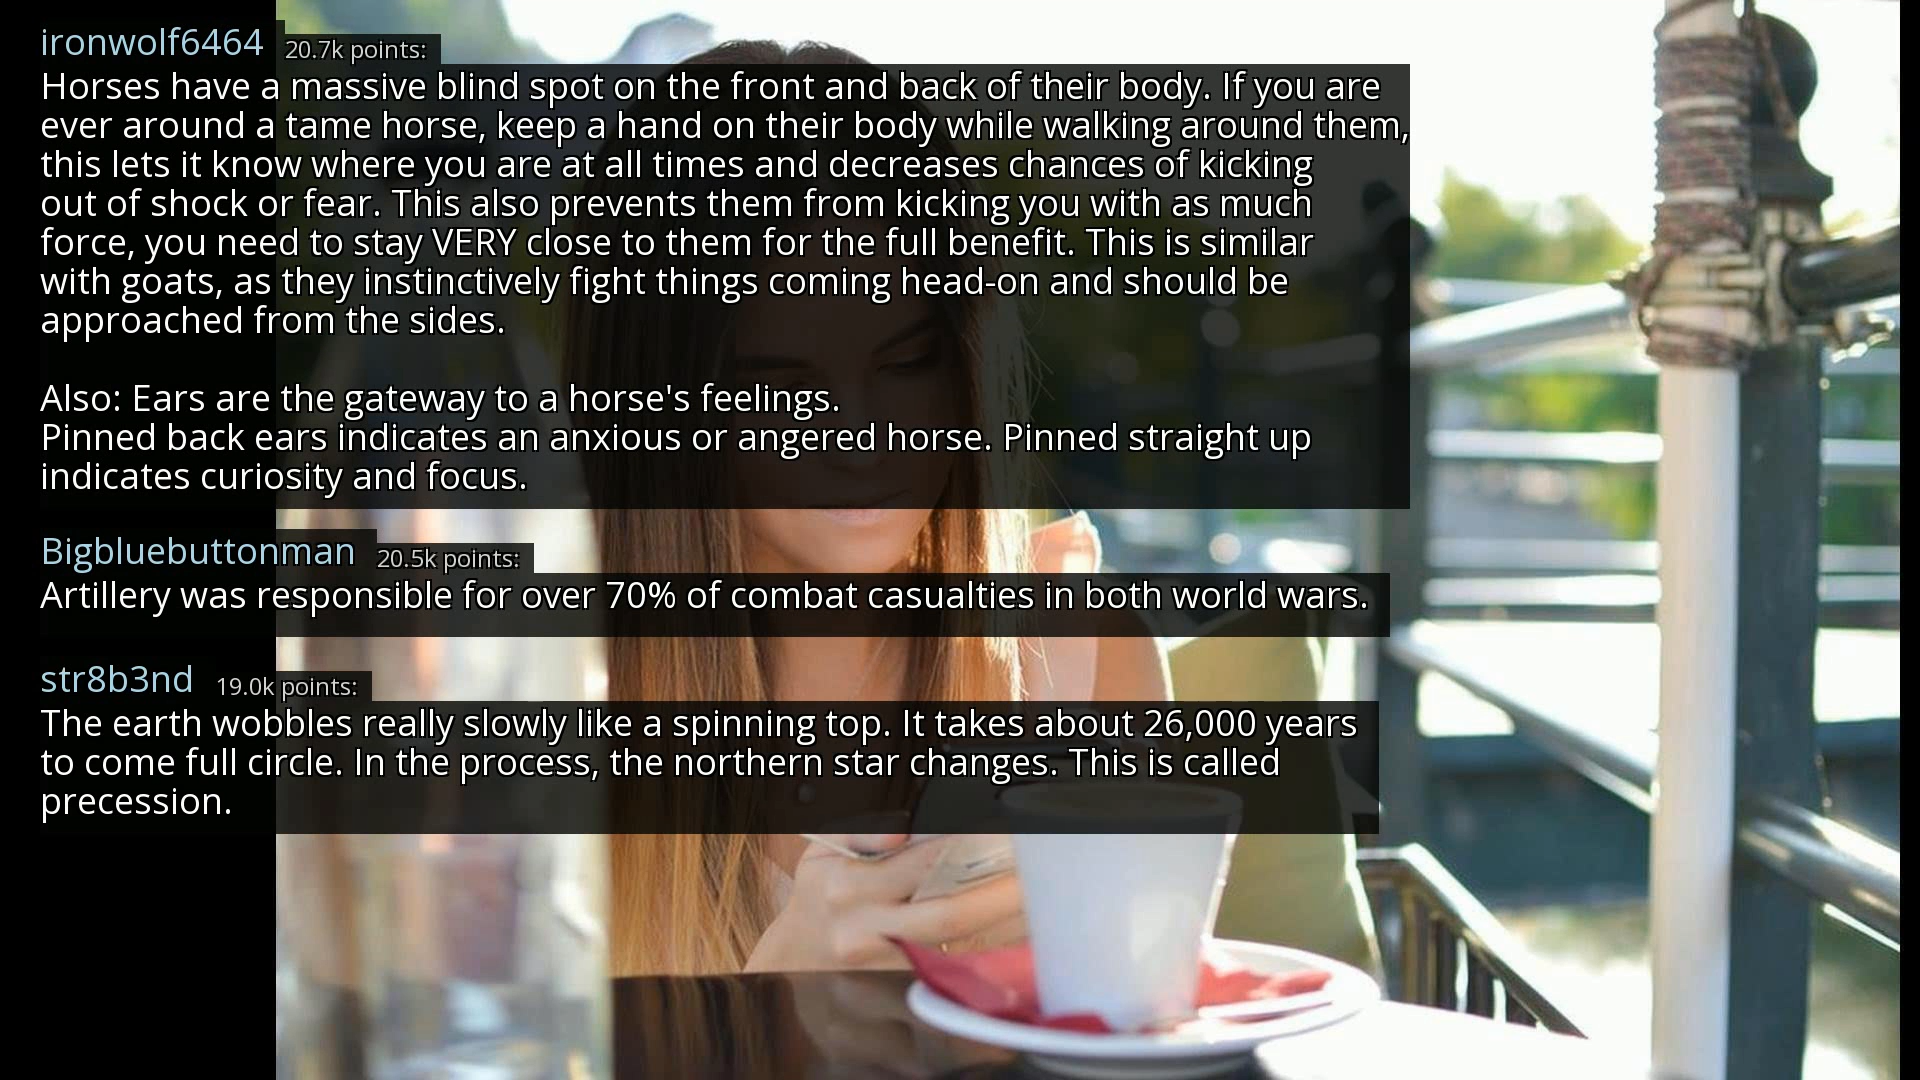 ironwolf6464 20.7k points:
Horses have a massive blind spot on the front and back of their body. If you are
ever around a tame horse, keep a hand on their body while walking around them,
this lets it know where you are at all times and decreases chances of kicking
out of shock or fear. This also prevents them from kicking you with as much
force, you need to stay VERY close to them for the full benefit. This is similar
with goats, as they instinctively fight things coming head-on and should be
approached from the sides.
Also: Ears are the gateway to a horse's feelings.
Pinned back ears indicates an anxious or angered horse. Pinned straight up
indicates curiosity and focus.
Bigbluebuttonman 20.5k points:
Artillery was responsible for over 70% of combat casualties in both world wars.
str8b3nd 19.0k points:
The earth wobbles really slowly like a spinning top. It takes about 26,000 years
to come full circle. In the process, the northern star changes. This is called
precession.